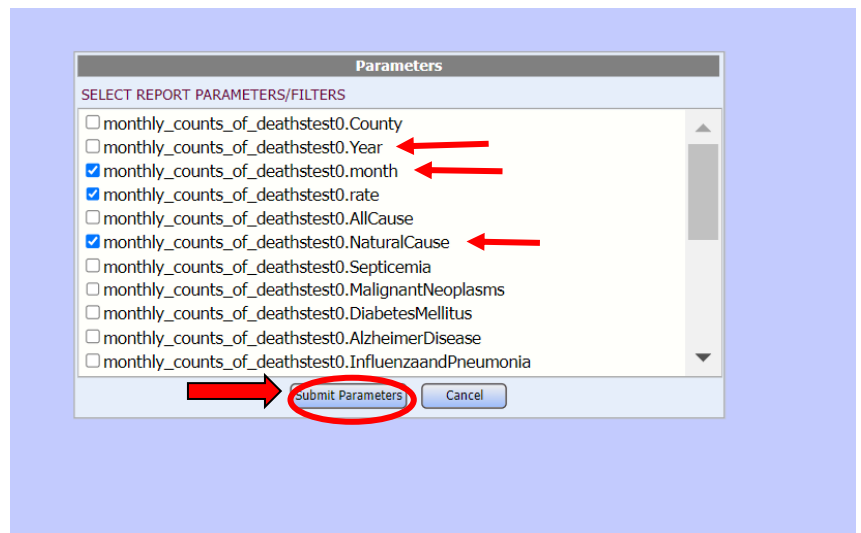 Parameters
SELECT REPORT PARAMETERS/FILTERS
monthly_counts_of_deathstest0.County
monthly_counts_of_deathstest0.Year
monthly_counts_of_deathstest0.month
monthly_counts_of_deathstest0.rate
monthly_counts_of_deathstest0.AllCause
monthly_counts_of_deathstest0.NaturalCause
monthly_counts_of_deathstest0.Septicemia
monthly_counts_of_deathstest0.MalignantNeoplasms
monthly_counts_of_deathstest0.DiabetesMellitus
monthly_counts_of_deathstest0.AlzheimerDisease
monthly_counts_of_deathstest0.InfluenzaandPneumonia
Submit Parameters Cancel